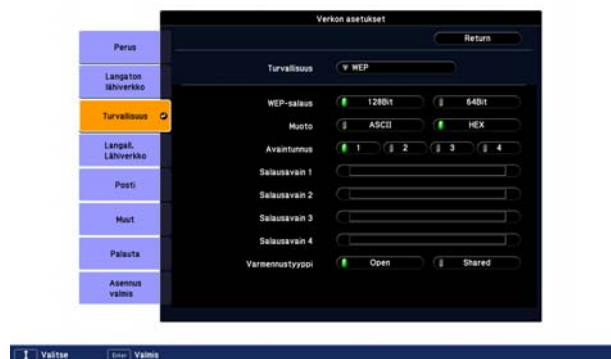 Verkon asetukset
Return
Perus
Langaton
lähiverkko
Turvallisuus
Langall.
Lähiverkko
Posti
Muut
Palauta
Asennus
valmis
Turvallisuus WEP
WEP-salaus 128Bit 64Bit
Muoto ASCII HEX
Avaintunnus 1 2 3 4
Salausavain 1
Salausavain 2
Salausavain 3
Salausavain 4
Varmennustyyppi Open Shared
Valitse Enter Valmis